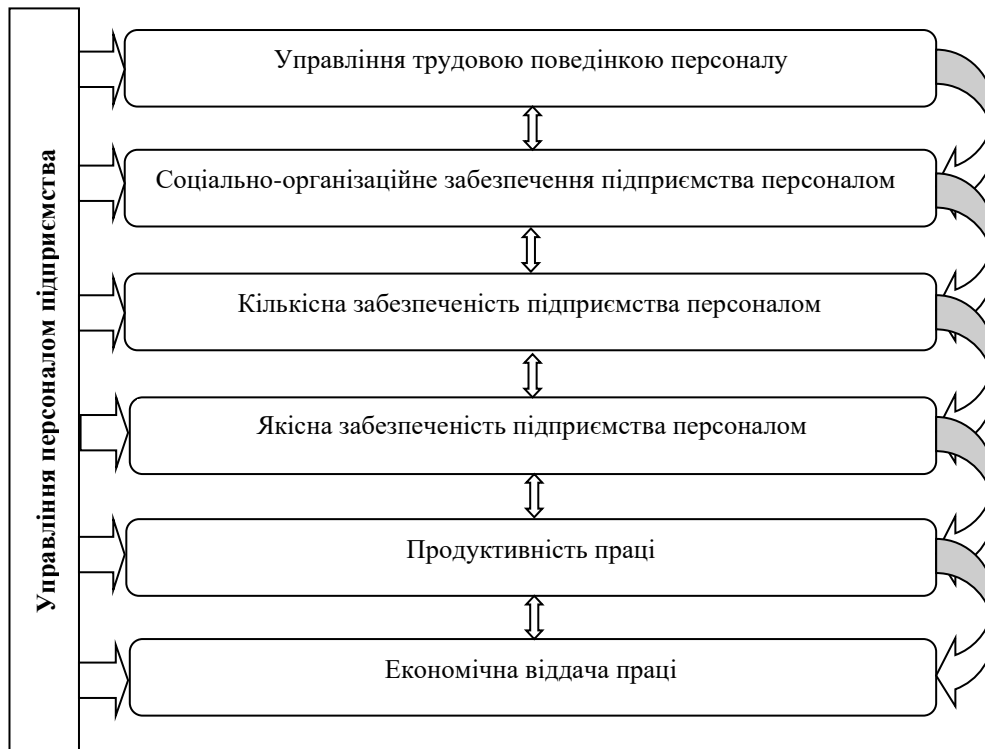 Управління персоналом підприємства
Управління трудовою поведінкою персоналу
Соціально-організаційне забезпечення підприємства персоналом
Кількісна забезпеченість підприємства персоналом
Якісна забезпеченість підприємства персоналом
Продуктивність праці
Економічна віддача праці